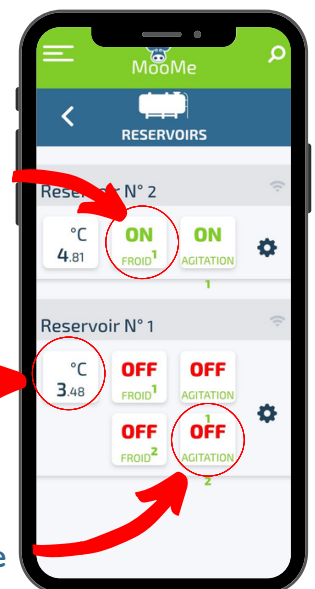 MooMe
RESERVOIRS
Reservoir N° 2
°C
4.81
ON
FROID1
ON
AGITATION
1
Reservoir N° 1
°C
3.48
OFF
FROID1
OFF
AGITATION
1
OFF
FROID2
OFF
AGITATION
2
e